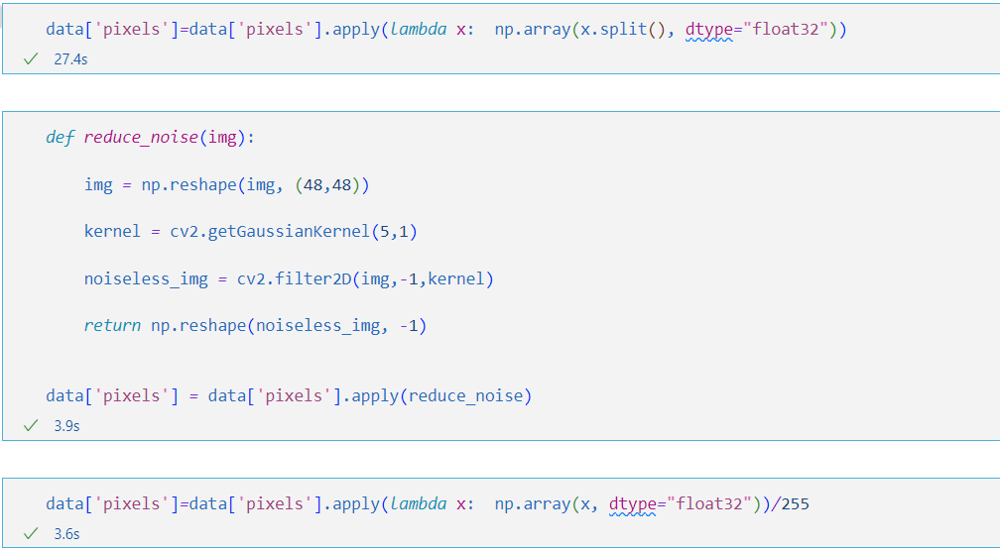 data['pixels']=data['pixels'].apply(lambda x:  np.array(x.split(), dtype="float32"))
27.4s
def reduce_noise(img):
img = np.reshape(img, (48,48))
kernel = cv2.getGaussianKernel(5,1)
noiseless_img = cv2.filter2D(img,-1,kernel)
return np.reshape(noiseless_img, -1)
data['pixels'] = data['pixels'].apply(reduce_noise)
3.9s
data['pixels']=data['pixels'].apply(lambda x:  np.array(x, dtype="float32"))/255
3.6s